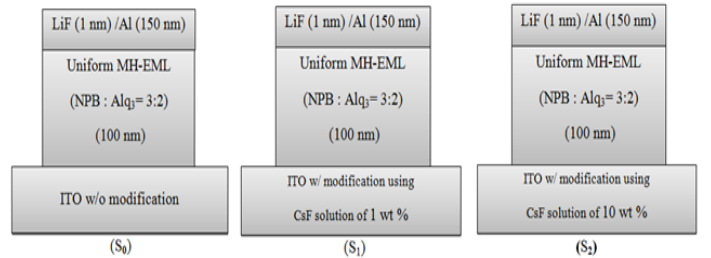 LiF (1 nm) /Al (150 nm)
Uniform MH-EML
(NPB : Alq₃= 3:2)
(100 nm)
ITO w/o modification
(S₀)
LiF (1 nm) /Al (150 nm)
Uniform MH-EML
(NPB : Alq₃= 3:2)
(100 nm)
ITO w/ modification using
CsF solution of 1 wt %
(S₁)
LiF (1 nm) /Al (150 nm)
Uniform MH-EML
(NPB : Alq₃= 3:2)
(100 nm)
ITO w/ modification using
CsF solution of 10 wt %
(S₂)